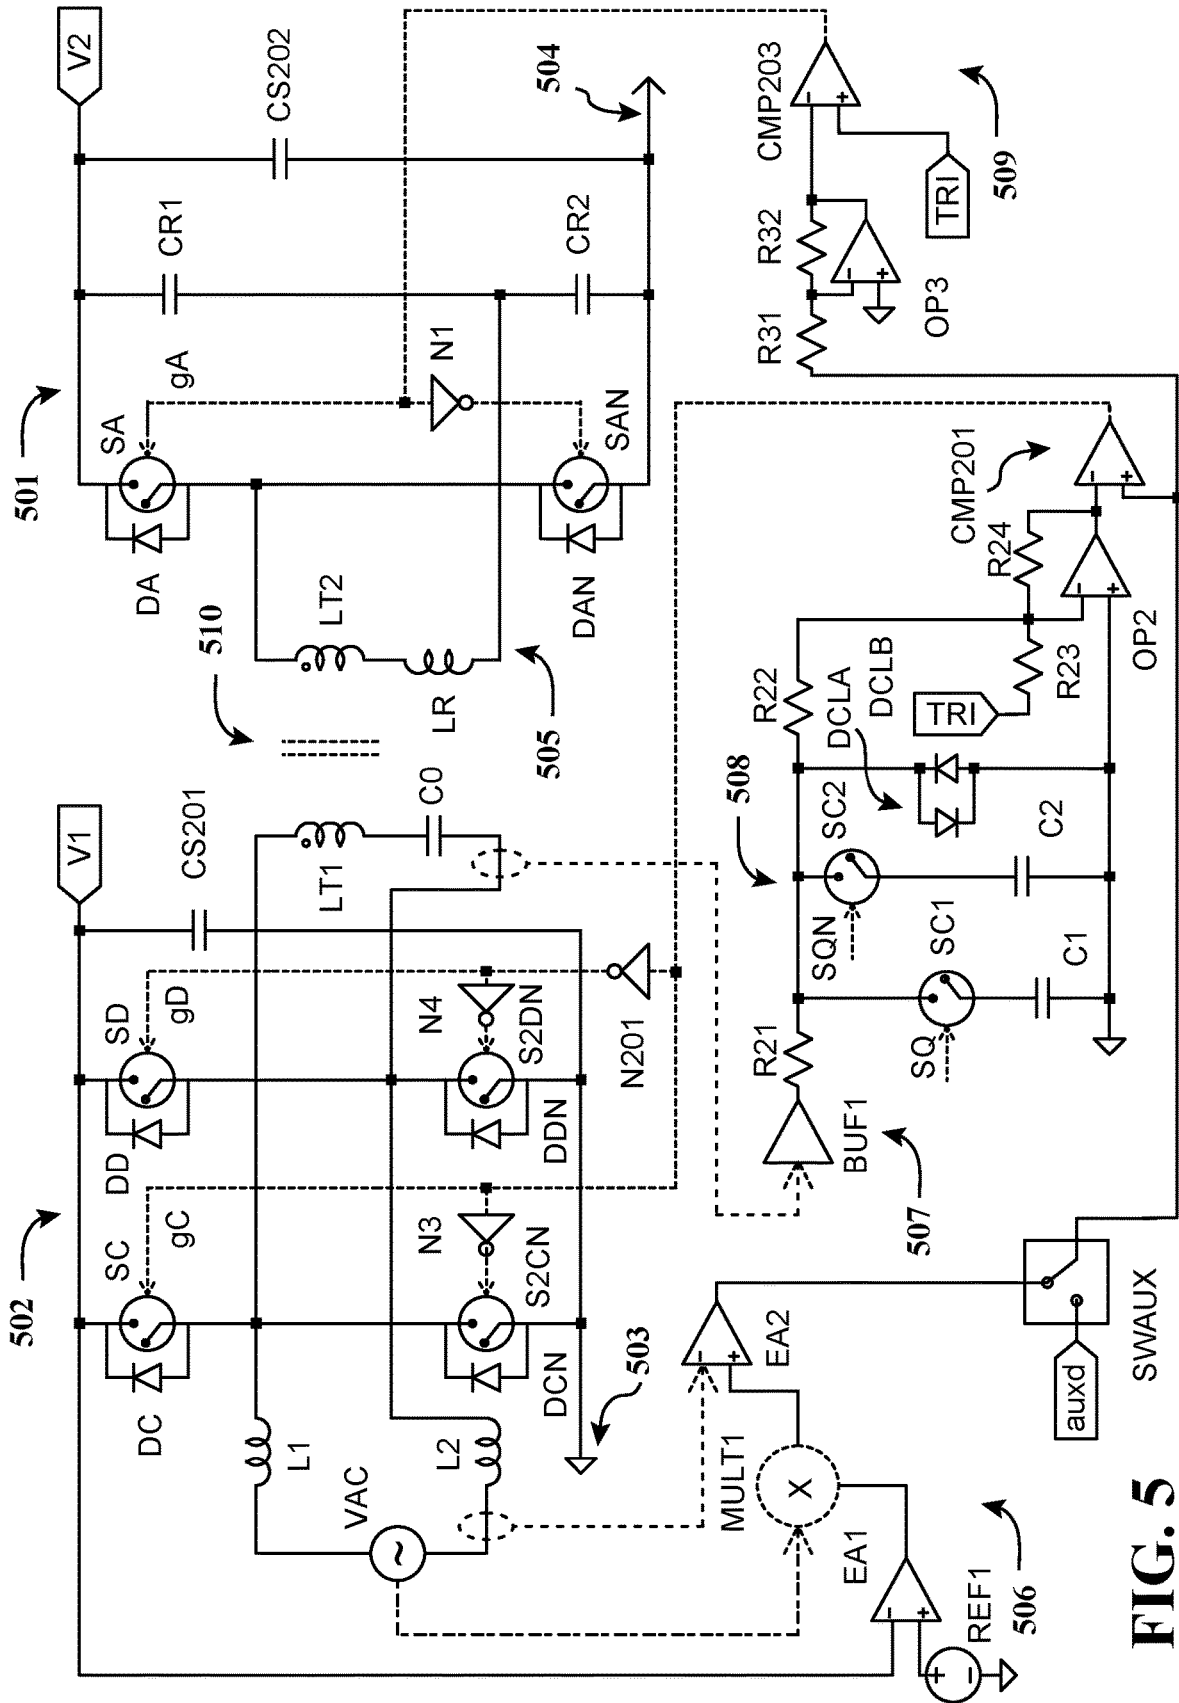 V1
V2
501
502
DC
SC
gC
DD
SD
gD
CS201
510
DA
SA
gA
CR1
CS202
L1
LT1
C0
LT2
LR
505
N1
504
VAC
L2
N3
S2CN
DCN
N4
S2DN
DDN
N201
503
DAN
SAN
CR2
MULT1
X
EA2
507
BUF1
R21
SQ
SC1
C1
508
SQN
SC2
C2
DCLA
DCLB
R22
TRI
R23
R24
OP2
CMP201
R31
R32
OP3
CMP203
TRI
509
EA1
REF1
506
auxd
SWAUX
FIG. 5